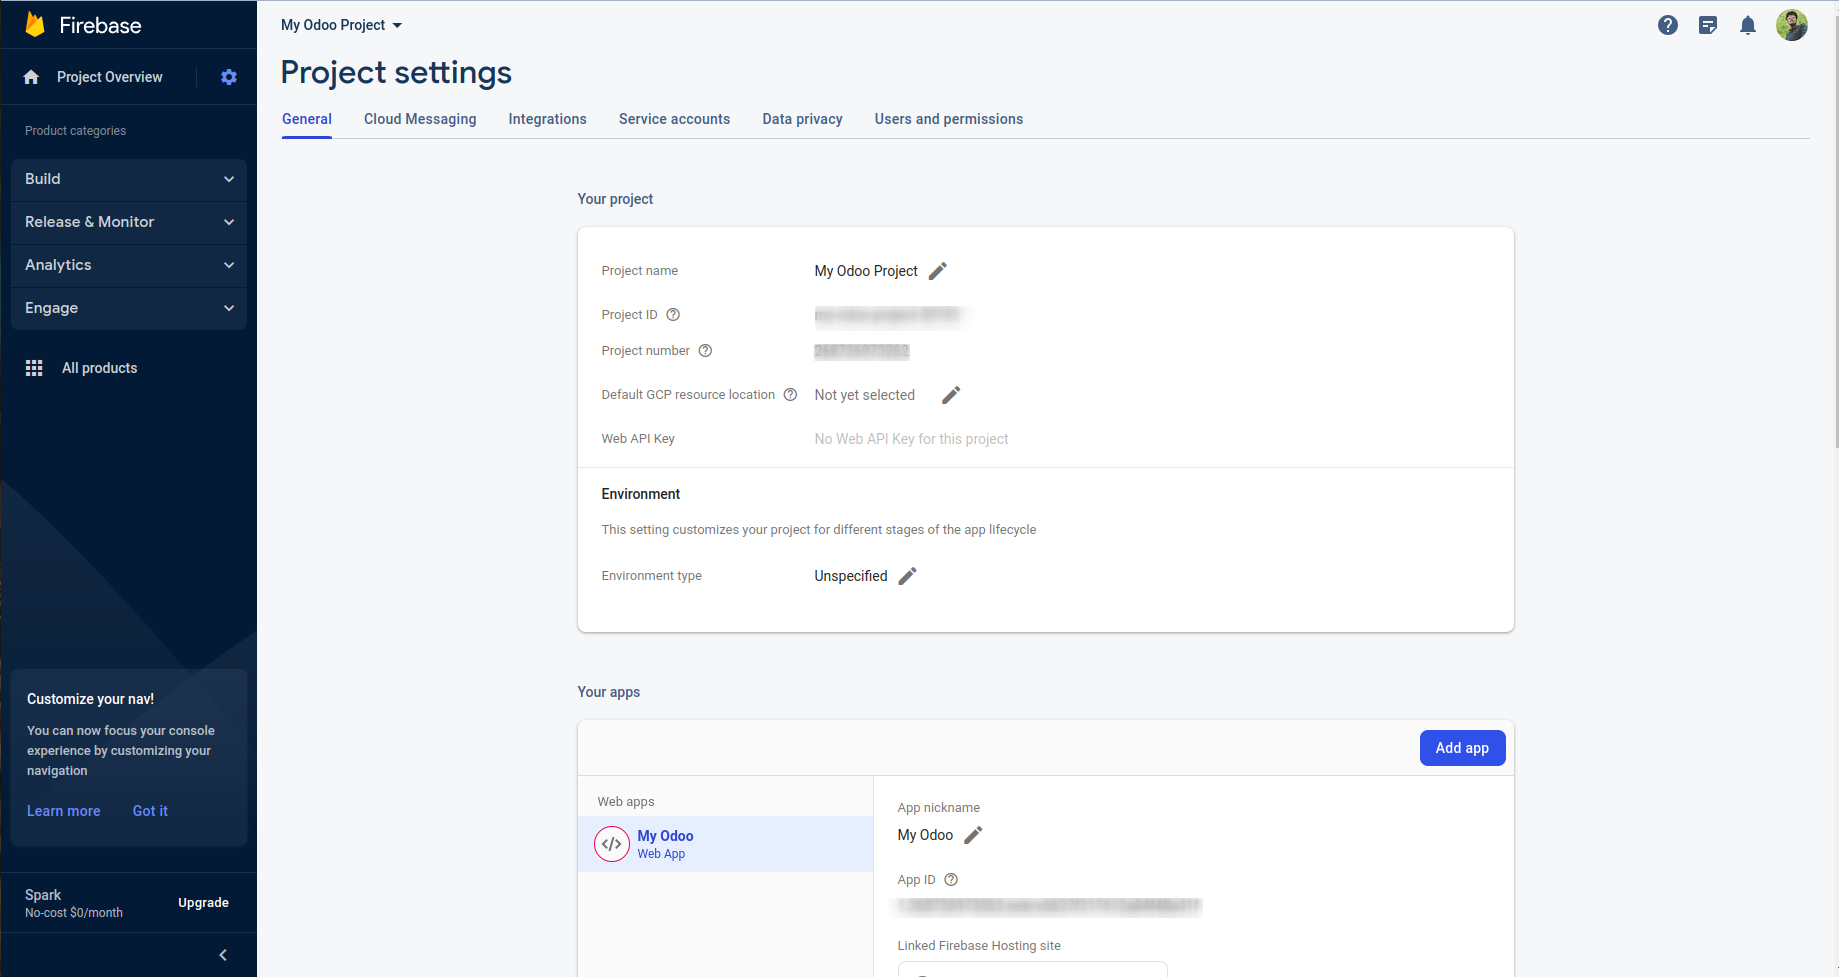 Firebase
My Odoo Project
Project Overview
Project settings
General
Cloud Messaging
Integrations
Service accounts
Data privacy
Users and permissions
Product categories
Build
Release & Monitor
Analytics
Engage
All products
Customize your nav!
You can now focus your console
experience by customizing your
navigation
Learn more
Got it
Spark
No-cost $0/month
Upgrade
Your project
Project name
My Odoo Project
Project ID
Project number
Default GCP resource location
Not yet selected
Web API Key
No Web API Key for this project
Environment
This setting customizes your project for different stages of the app lifecycle
Environment type
Unspecified
Your apps
Add app
Web apps
My Odoo
Web App
App nickname
My Odoo
App ID
Linked Firebase Hosting site